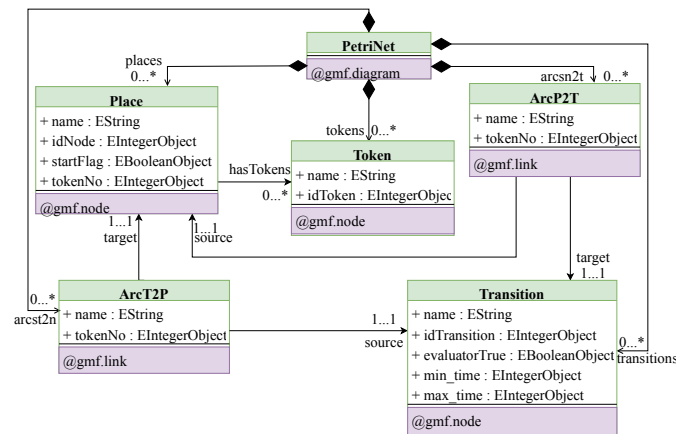 PetriNet
@gmf.diagram
places
0...*
arcsn2t
0...*
Place
+ name : EString
+ idNode : EIntegerObject
+ startFlag : EBooleanObject
+ tokenNo : EIntegerObject
@gmf.node
ArcP2T
+ name : EString
+ tokenNo : EIntegerObject
@gmf.link
tokens
0...*
Token
+ name : EString
+ idToken : EIntegerObjec
@gmf.node
hasTokens
0...*
1...1
target
1...1
source
target
1...1
0...*
arcst2n
ArcT2P
+ name : EString
+ tokenNo : EIntegerObject
@gmf.link
1...1
source
Transition
+ name : EString
+ idTransition : EIntegerObject
+ evaluatorTrue : EBooleanObject
+ min_time : EIntegerObject
+ max_time : EIntegerObject
@gmf.node
0...*
transitions